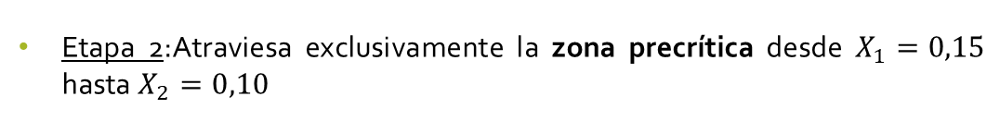 • Etapa 2:Atraviesa exclusivamente la zona precrítica desde X₁ = 0,15
hasta X₂ = 0,10